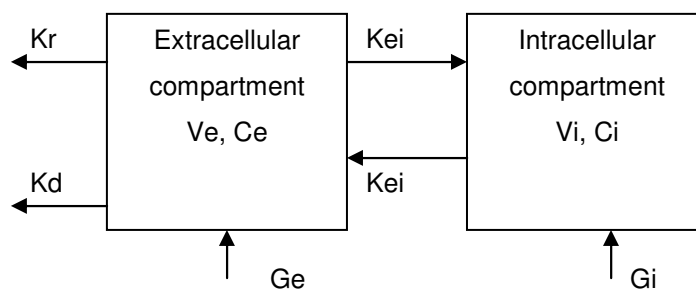 Kr
Extracellular
compartment
Ve, Ce
Kei
Intracellular
compartment
Vi, Ci
Kd
Kei
Ge
Gi